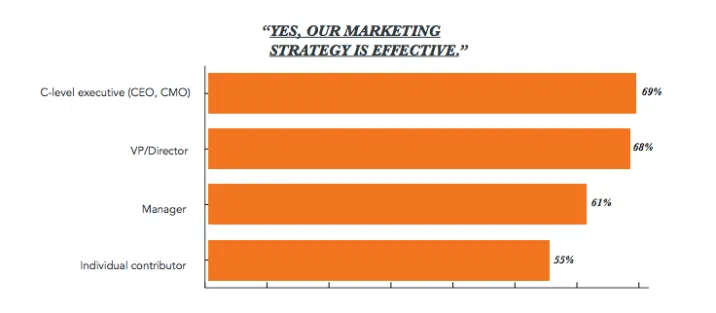 “YES, OUR MARKETING
STRATEGY IS EFFECTIVE.”
C-level executive (CEO, CMO)
69%
VP/Director
68%
Manager
61%
Individual contributor
55%